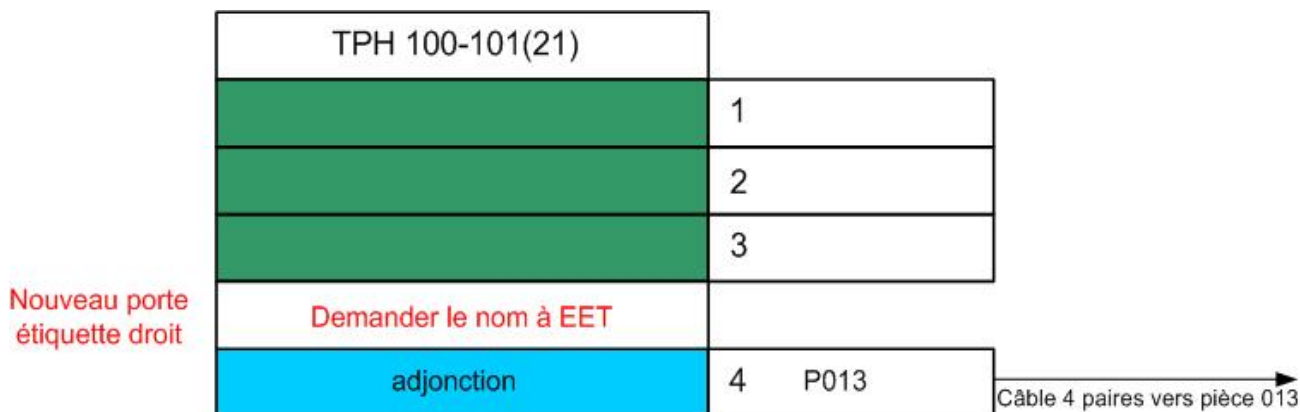 TPH 100-101(21)
1
2
3
Nouveau porte
étiquette droit
Demander le nom à EET
adjonction
4 P013
Câble 4 paires vers pièce 013